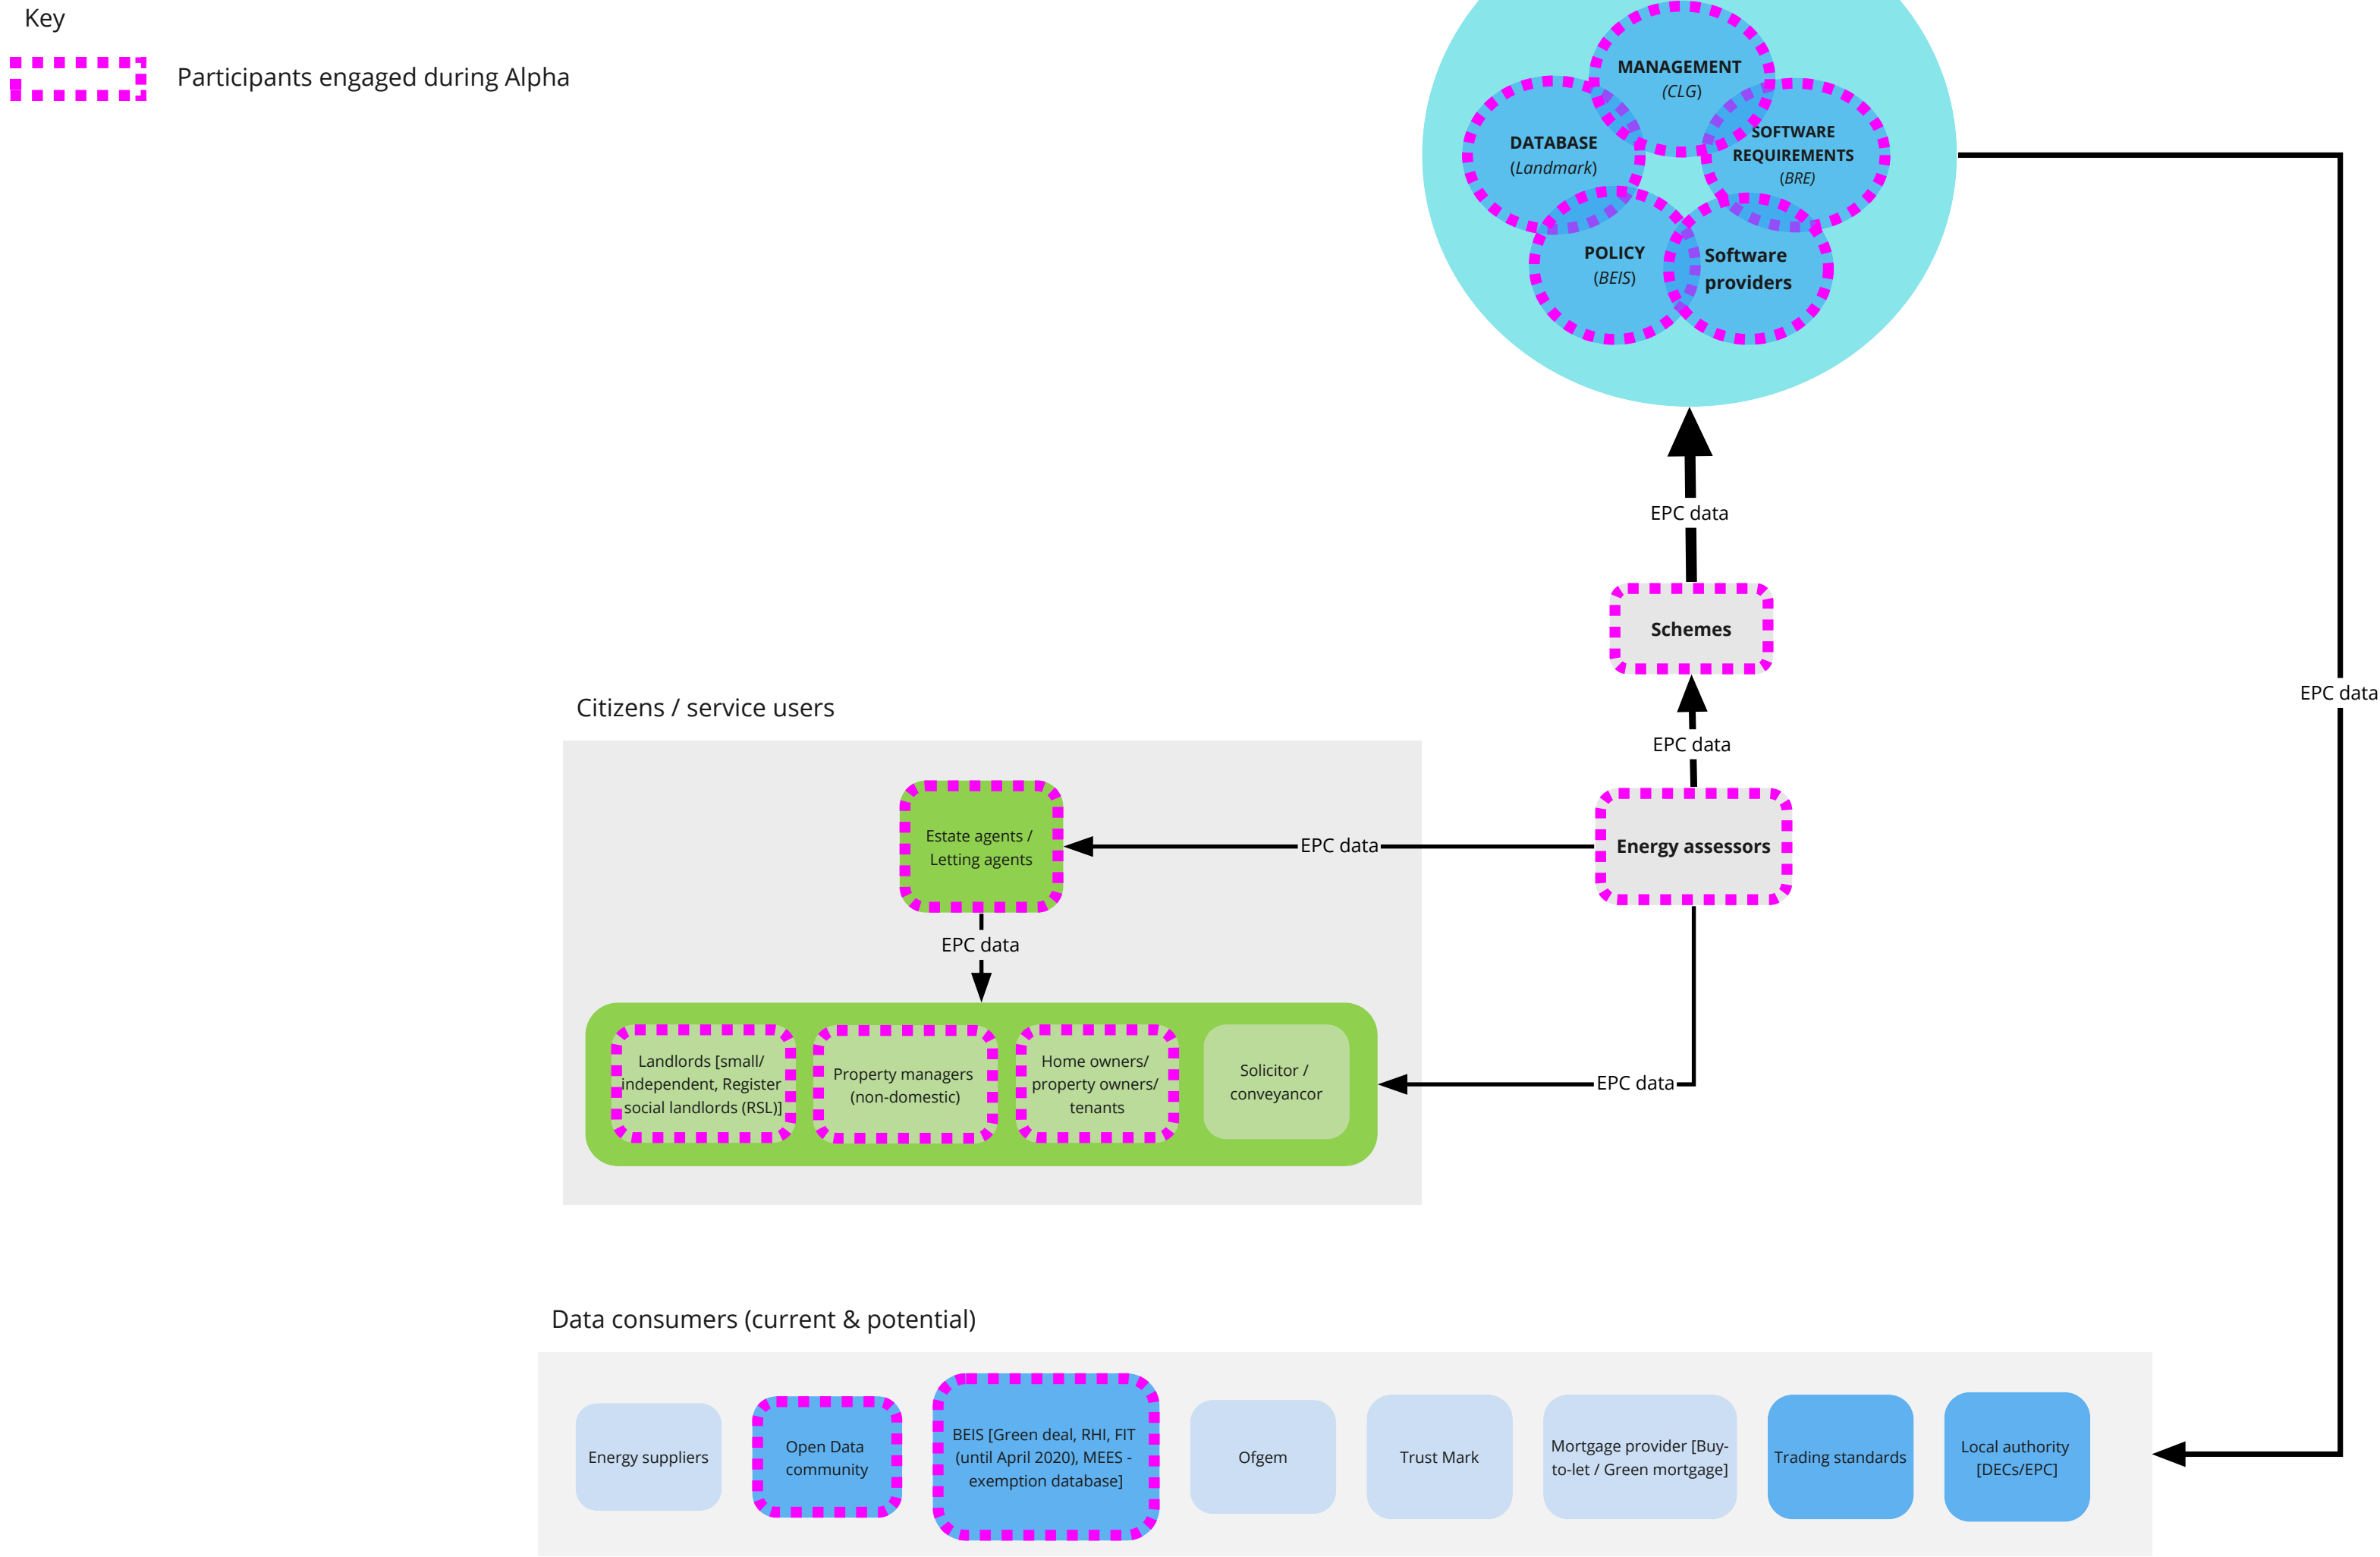 Key
Participants engaged during Alpha
MANAGEMENT
(CLG)
DATABASE
(Landmark)
SOFTWARE
REQUIREMENTS
(BRE)
POLICY
(BEIS)
Software
providers
EPC data
Schemes
EPC data
EPC data
Citizens / service users
Estate agents /
Letting agents
EPC data
Energy assessors
EPC data
Landlords [small/
independent, Register
social landlords (RSL)]
Property managers
(non-domestic)
Home owners/
property owners/
tenants
Solicitor /
conveyancor
EPC data
Data consumers (current & potential)
Energy suppliers
Open Data
community
BEIS [Green deal, RHI, FIT
(until April 2020), MEES -
exemption database]
Ofgem
Trust Mark
Mortgage provider [Buy-
to-let / Green mortgage]
Trading standards
Local authority
[DECs/EPC]